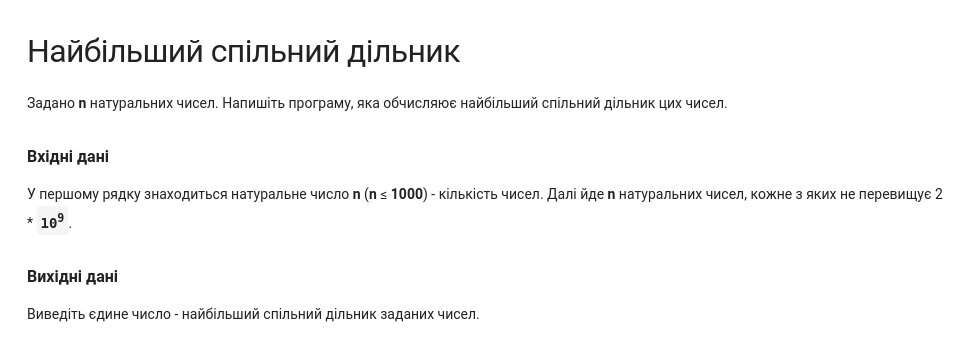 Найбільший спільний дільник
Задано n натуральних чисел. Напишіть програму, яка обчислює найбільший спільний дільник цих чисел.
Вхідні дані
У першому рядку знаходиться натуральне число n (n ≤ 1000) - кількість чисел. Далі йде n натуральних чисел, кожне з яких не перевищує 2
* 10⁹ .
Вихідні дані
Виведіть єдине число - найбільший спільний дільник заданих чисел.